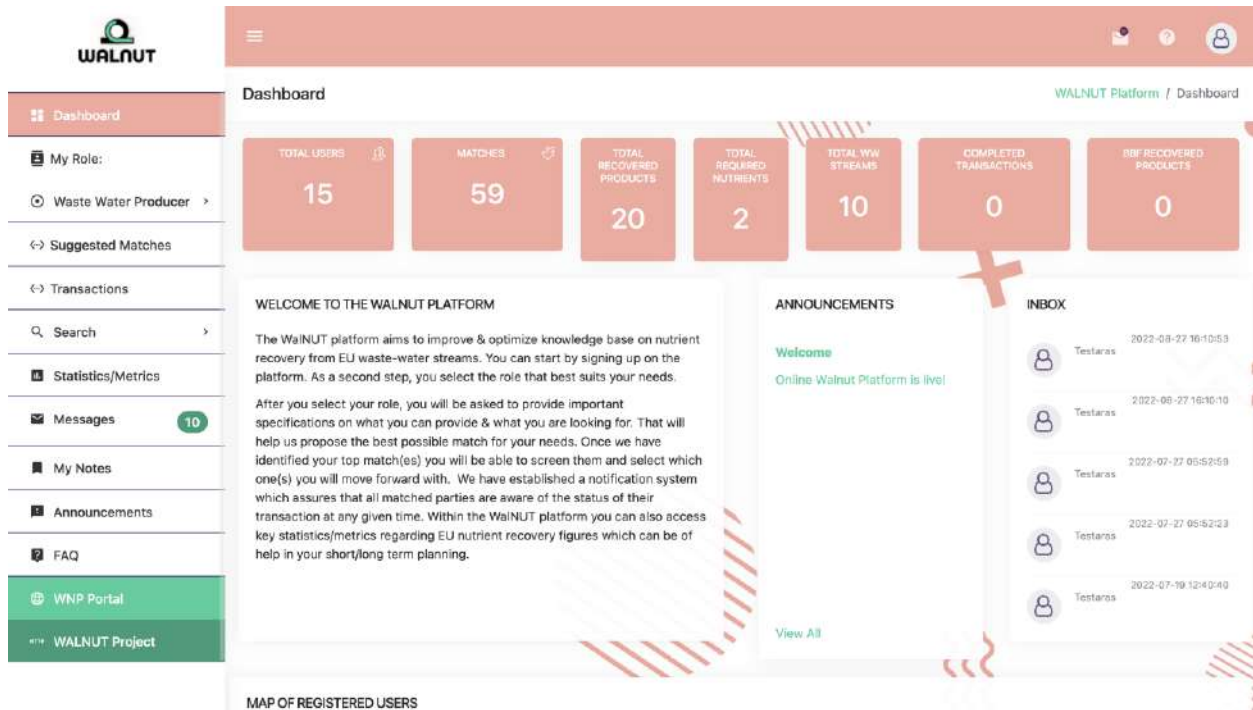 WALNUT
Dashboard
My Role:
Waste Water Producer
Suggested Matches
Transactions
Search
Statistics/Metrics
Messages
10
My Notes
Announcements
FAQ
WNP Portal
WALNUT Project
Dashboard
WALNUT Platform / Dashboard
TOTAL USERS
15
MATCHES
59
TOTAL
RECOVERED
PRODUCTS
20
TOTAL
REQUIRED
NUTRIENTS
2
TOTAL WW
STREAMS
10
COMPLETED
TRANSACTIONS
0
BBF RECOVERED
PRODUCTS
0
WELCOME TO THE WALNUT PLATFORM
The WalNUT platform aims to improve & optimize knowledge base on nutrient
recovery from EU waste-water streams. You can start by signing up on the
platform. As a second step, you select the role that best suits your needs.
After you select your role, you will be asked to provide important
specifications on what you can provide & what you are looking for. That will
help us propose the best possible match for your needs. Once we have
identified your top match(es) you will be able to screen them and select which
one(s) you will move forward with. We have established a notification system
which assures that all matched parties are aware of the status of their
transaction at any given time. Within the WalNUT platform you can also access
key statistics/metrics regarding EU nutrient recovery figures which can be of
help in your short/long term planning.
ANNOUNCEMENTS
Welcome
Online Walnut Platform is live!
View All
INBOX
2022-08-27 16:10:53
Testaras
2022-08-27 16:10:10
Testaras
2022-07-27 05:52:59
Testaras
2022-07-27 05:52:23
Testaras
2022-07-19 12:40:40
Testaras
MAP OF REGISTERED USERS